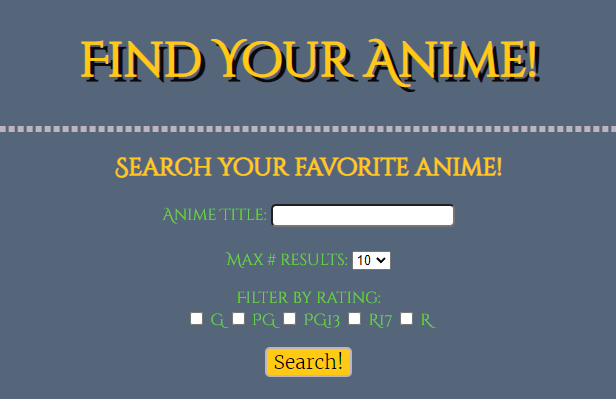 Find Your Anime!
Search your favorite anime!
Anime Title:
Max # results: 10
Filter by rating:
G PG PG13 R17 R
Search!